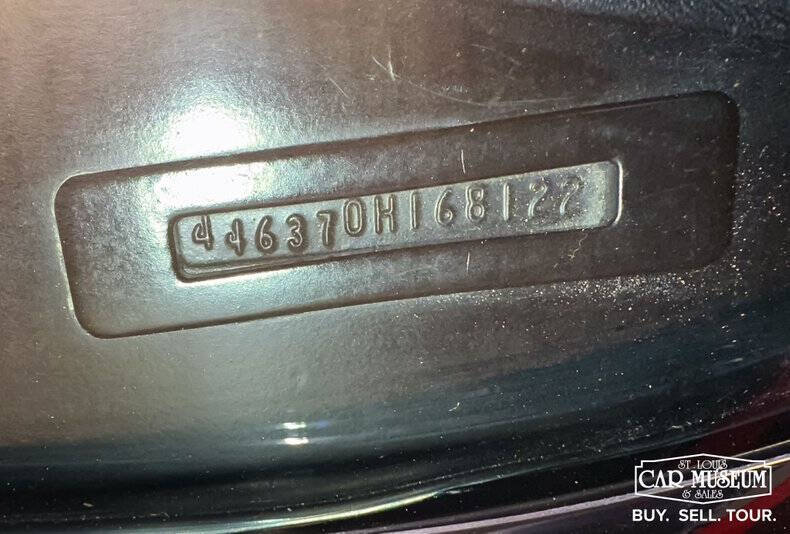 446370H168122
ST. LOUIS
CAR MUSEUM
& SALES
BUY. SELL. TOUR.